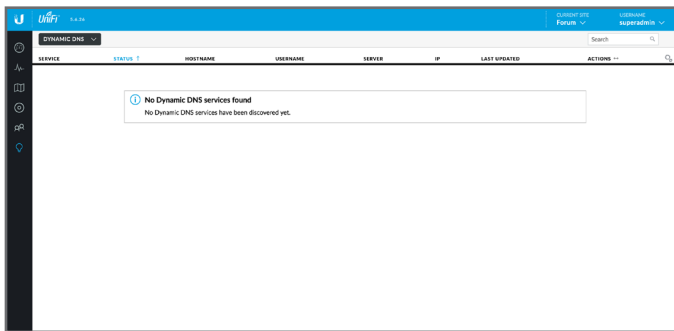 U UniFi 5.6.36 CURRENT SITE USERNAME
Forum superadmin
DYNAMIC DNS Search
SERVICE STATUS ↑ HOSTNAME USERNAME SERVER IP LAST UPDATED ACTIONS
No Dynamic DNS services found
No Dynamic DNS services have been discovered yet.